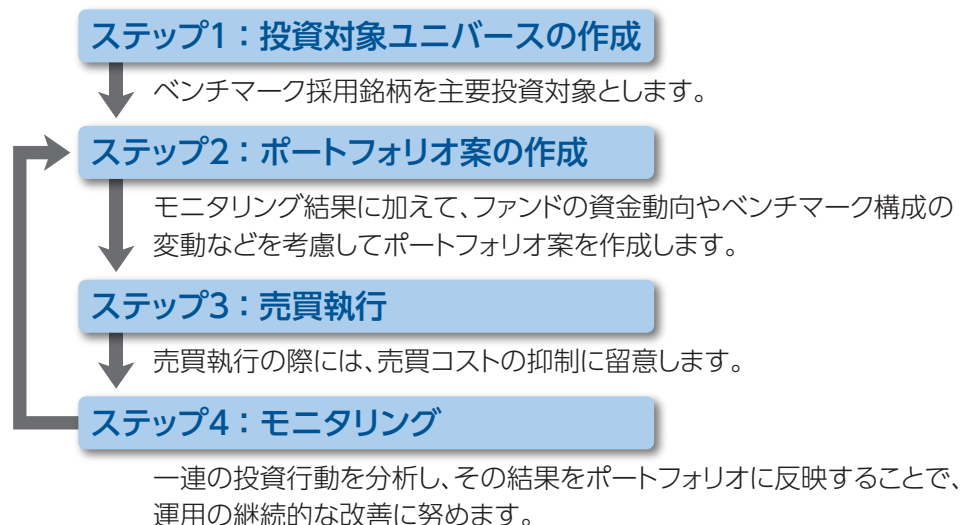 ステップ1：投資対象ユニバースの作成
ベンチマーク採用銘柄を主要投資対象とします。
ステップ2：ポートフォリオ案の作成
モニタリング結果に加えて、ファンドの資金動向やベンチマーク構成の
変動などを考慮してポートフォリオ案を作成します。
ステップ3：売買執行
売買執行の際には、売買コストの抑制に留意します。
ステップ4：モニタリング
一連の投資行動を分析し、その結果をポートフォリオに反映することで、
運用の継続的な改善に努めます。